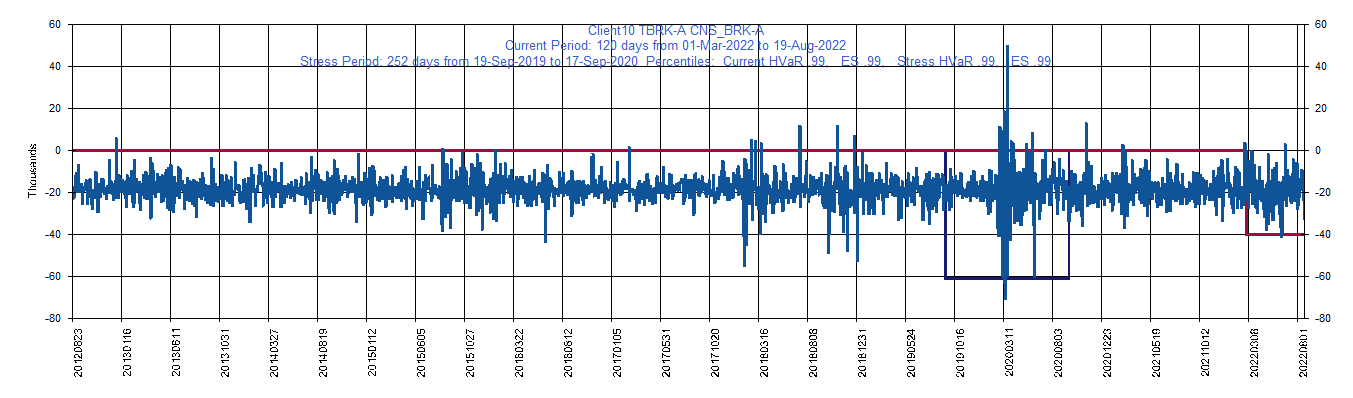 Client10 TBRK-A CNS_BRK-A
Current Period: 120 days from 01-Mar-2022 to 19-Aug-2022
Stress Period: 252 days from 19-Sep-2019 to 17-Sep-2020 Percentiles: Current HVaR .99, ES .99, Stress HVaR .99, ES .99
60 60
40 40
20 20
0 0
-20 -20
-40 -40
-60 -60
-80 -80
Thousands
20120823 20130116 20130611 20131031 20140327 20140819 20150112 20150605 20151027 20180322 20180812 20170105 20170531 20171020 20180316 20180808 20181231 20190524 20191016 20200311 20200803 20201223 20210519 20211012 20220308 20220801